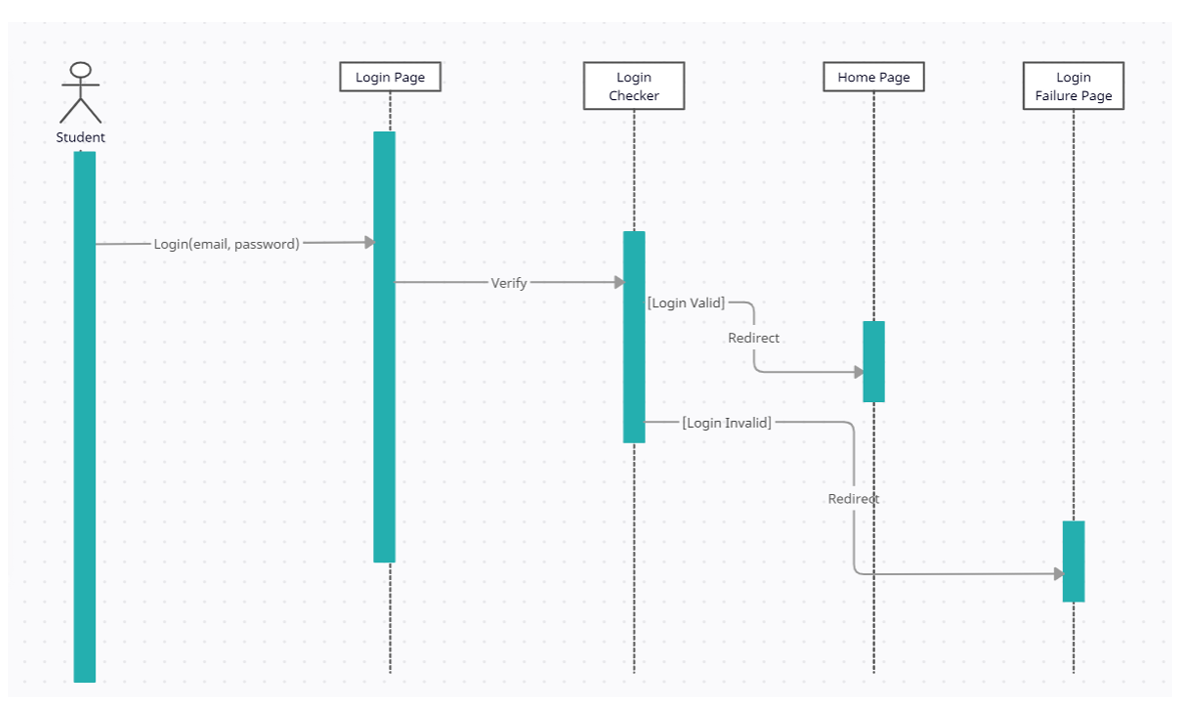 Login Page
Login
Checker
Home Page
Login
Failure Page
Student
Login(email, password)
Verify
[Login Valid]
Redirect
[Login Invalid]
Redirect